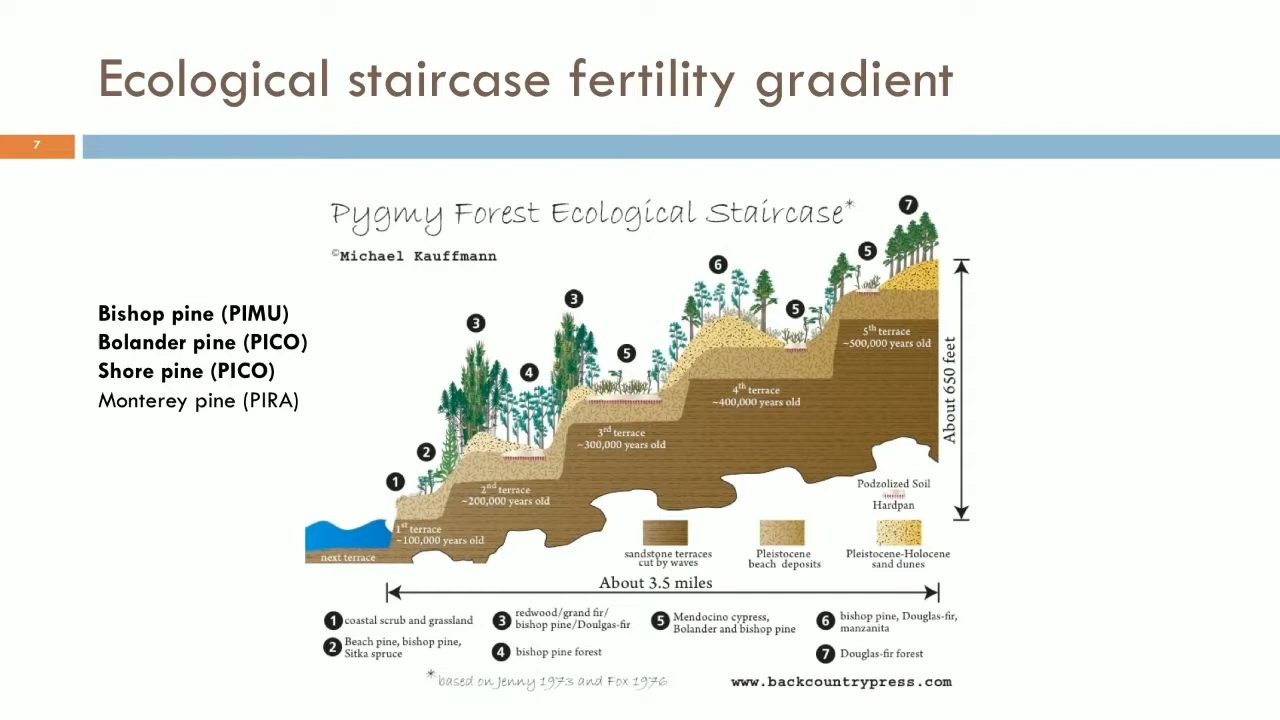 Ecological staircase fertility gradient
7
Pygmy Forest Ecological Staircase*
©Michael Kauffmann
Bishop pine (PIMU)
Bolander pine (PICO)
Shore pine (PICO)
Monterey pine (PIRA)
7
5
6
5
3
3
5
4
2
1
5th terrace
~500,000 years old
4th terrace
~400,000 years old
3rd terrace
~300,000 years old
2nd terrace
~200,000 years old
1st terrace
~100,000 years old
next terrace
About 650 feet
Podzolized Soil
Hardpan
sandstone terraces
cut by waves
Pleistocene
beach deposits
Pleistocene-Holocene
sand dunes
About 3.5 miles
1 coastal scrub and grassland
2 Beach pine, bishop pine,
Sitka spruce
3 redwood/grand fir/
bishop pine/Doulgas-fir
4 bishop pine forest
5 Mendocino cypress,
Bolander and bishop pine
6 bishop pine, Douglas-fir,
manzanita
7 Douglas-fir forest
*based on Jenny 1973 and Fox 1976
www.backcountrypress.com